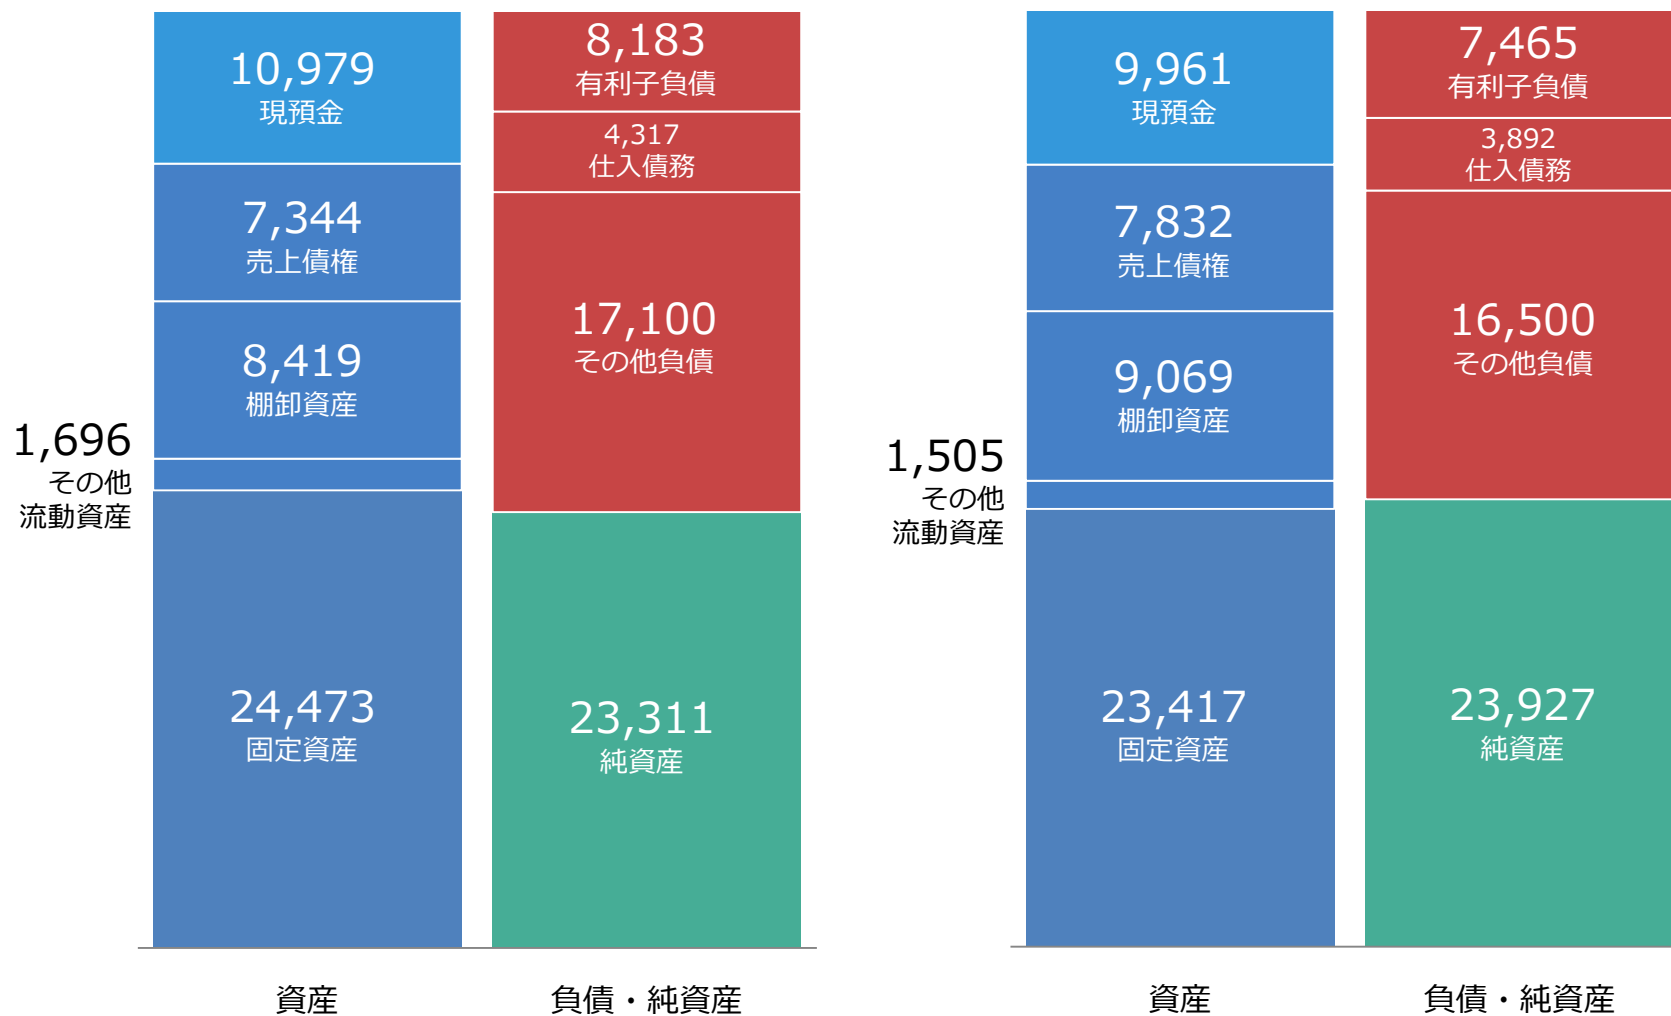 10,979
現預金
7,344
売上債権
8,419
棚卸資産
1,696
その他
流動資産
24,473
固定資産
資産
8,183
有利子負債
4,317
仕入債務
17,100
その他負債
23,311
純資産
負債・純資産
9,961
現預金
7,832
売上債権
9,069
棚卸資産
1,505
その他
流動資産
23,417
固定資産
資産
7,465
有利子負債
3,892
仕入債務
16,500
その他負債
23,927
純資産
負債・純資産